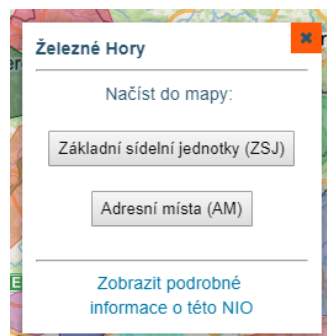 Železné Hory
Načíst do mapy:
Základní sídelní jednotky (ZSJ)
Adresní místa (AM)
Zobrazit podrobné
informace o této NIO